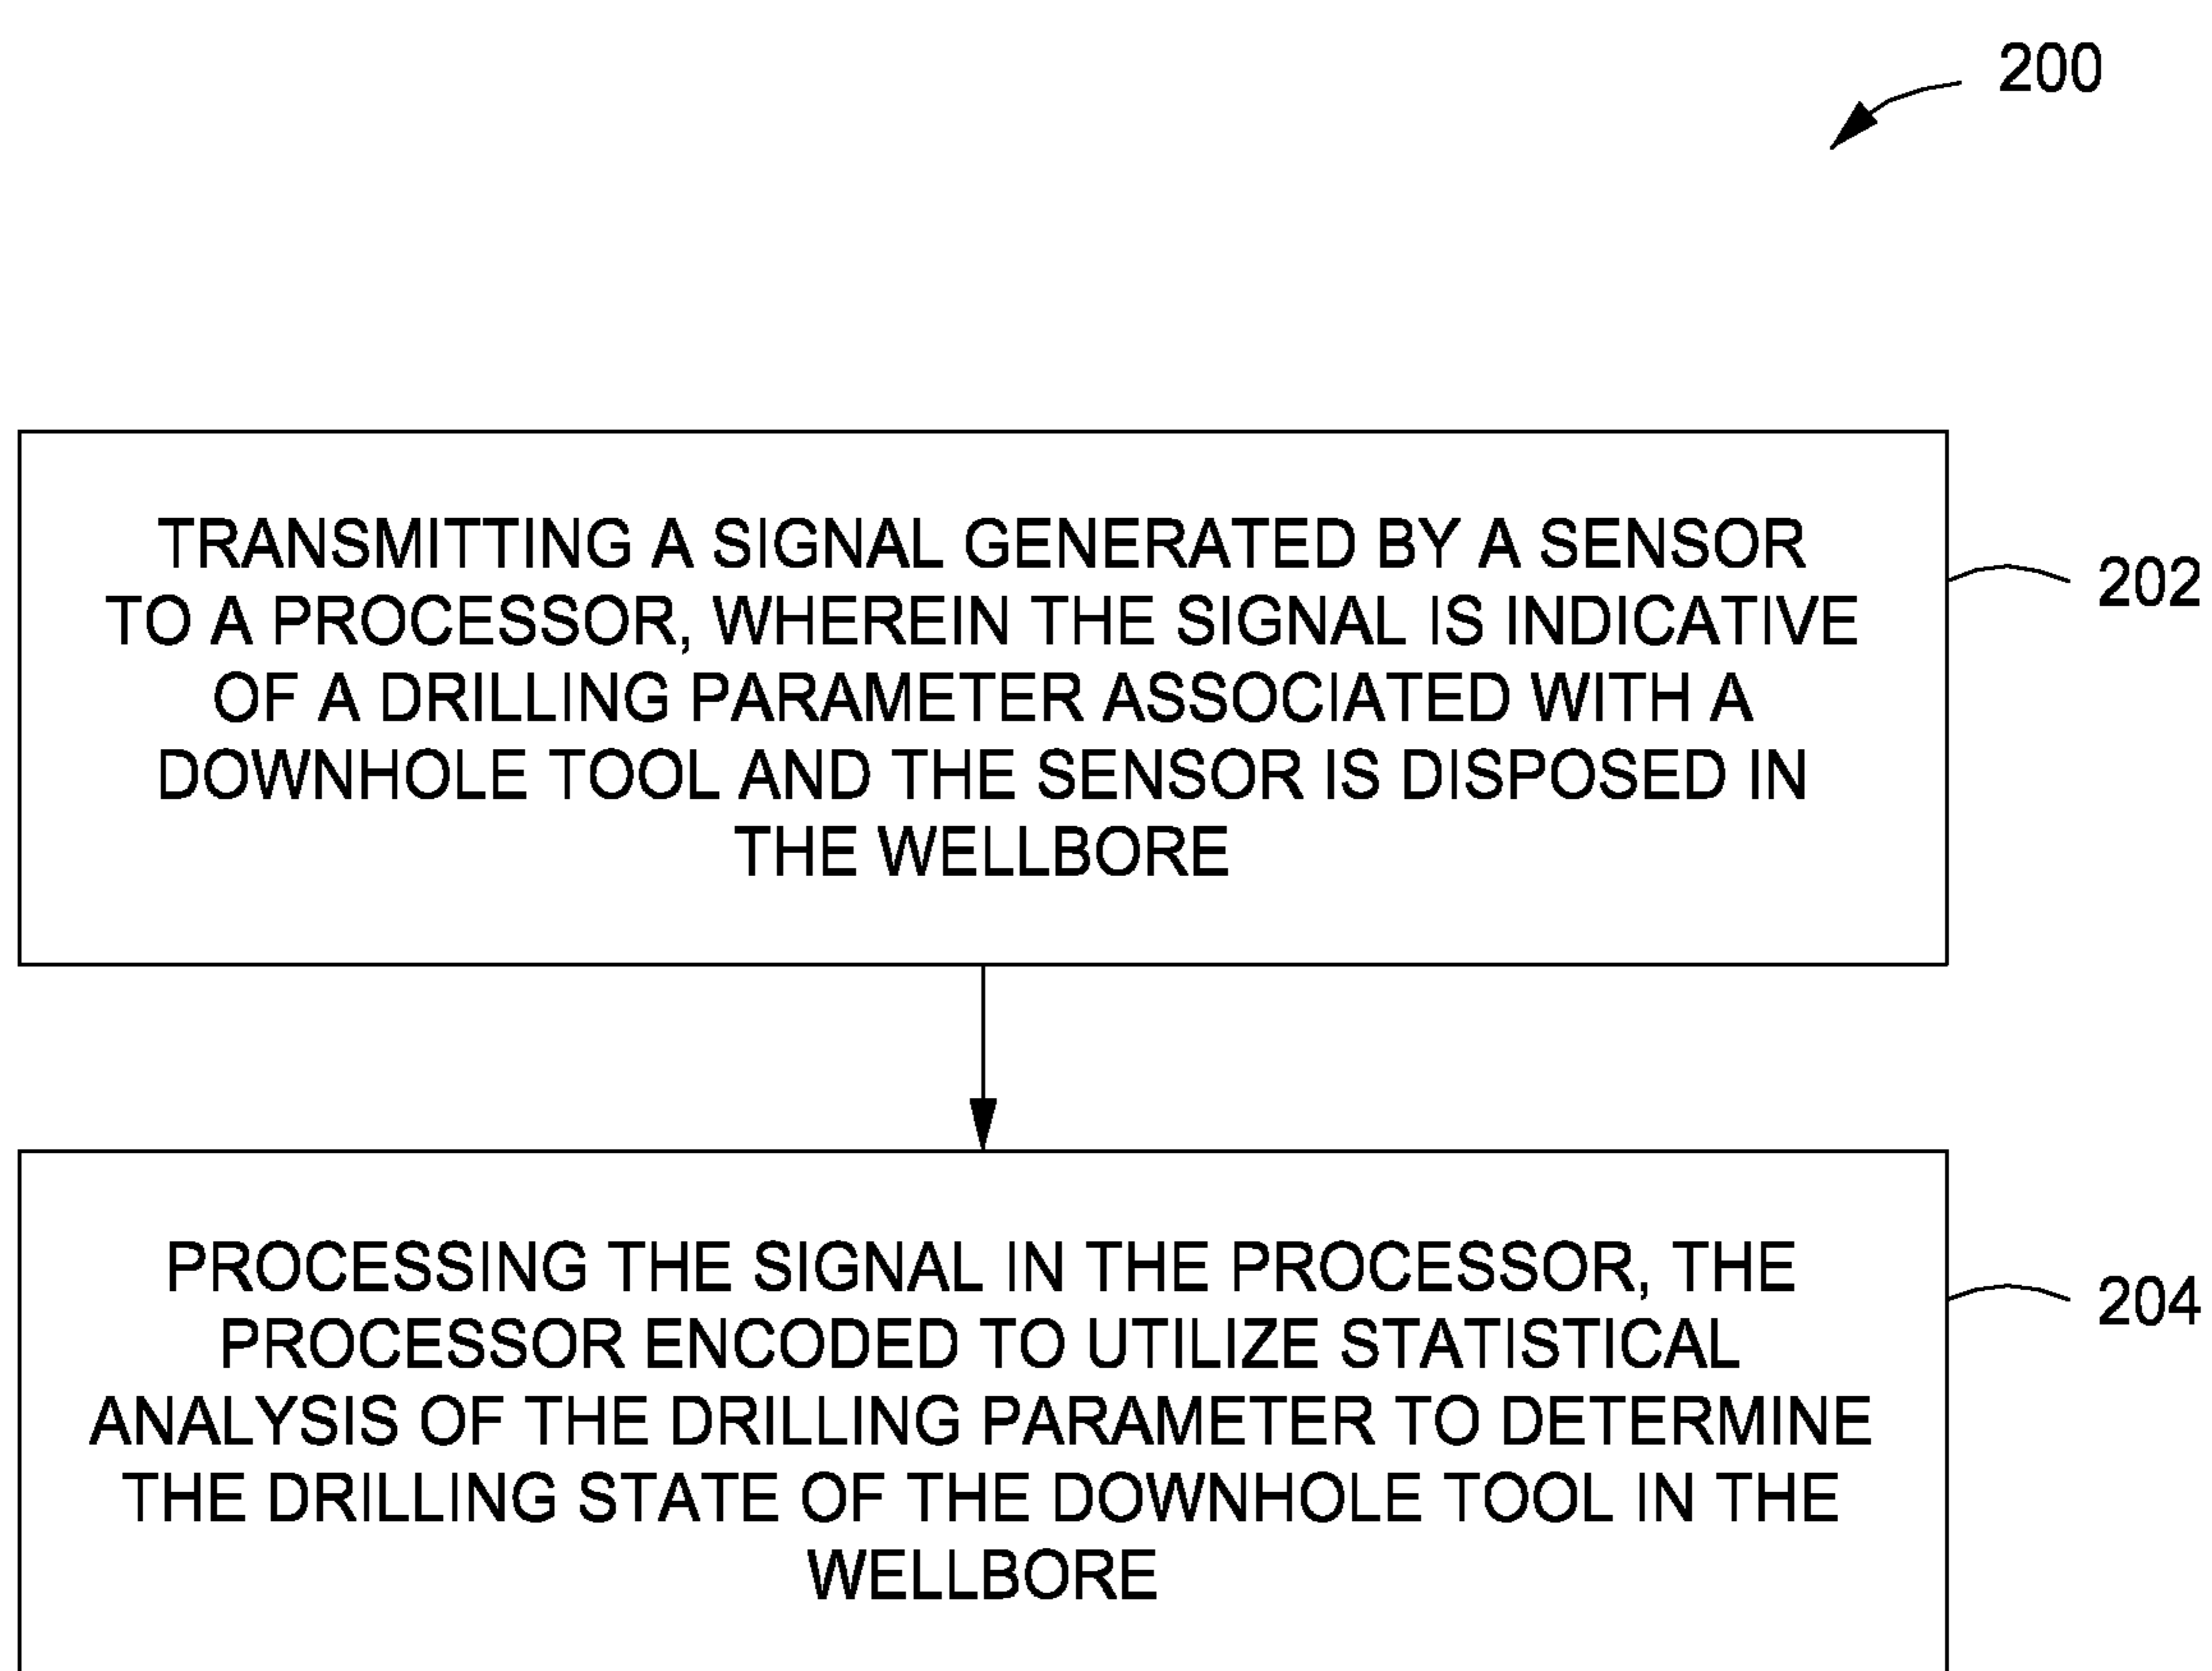 200
TRANSMITTING A SIGNAL GENERATED BY A SENSOR
TO A PROCESSOR, WHEREIN THE SIGNAL IS INDICATIVE
OF A DRILLING PARAMETER ASSOCIATED WITH A
DOWNHOLE TOOL AND THE SENSOR IS DISPOSED IN
THE WELLBORE
202
PROCESSING THE SIGNAL IN THE PROCESSOR, THE
PROCESSOR ENCODED TO UTILIZE STATISTICAL
ANALYSIS OF THE DRILLING PARAMETER TO DETERMINE
THE DRILLING STATE OF THE DOWNHOLE TOOL IN THE
WELLBORE
204